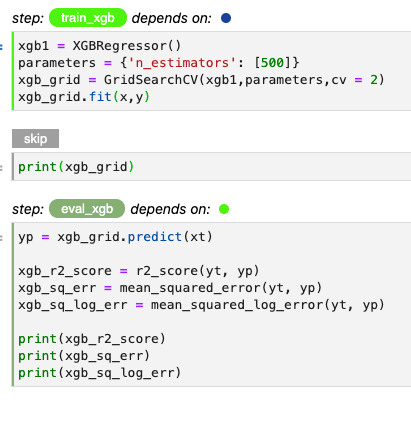 step: train_xgb depends on:
xgb1 = XGBRegressor()
parameters = {'n_estimators': [500]}
xgb_grid = GridSearchCV(xgb1,parameters,cv = 2)
xgb_grid.fit(x,y)
skip
print(xgb_grid)
step: eval_xgb depends on:
yp = xgb_grid.predict(xt)
xgb_r2_score = r2_score(yt, yp)
xgb_sq_err = mean_squared_error(yt, yp)
xgb_sq_log_err = mean_squared_log_error(yt, yp)
print(xgb_r2_score)
print(xgb_sq_err)
print(xgb_sq_log_err)